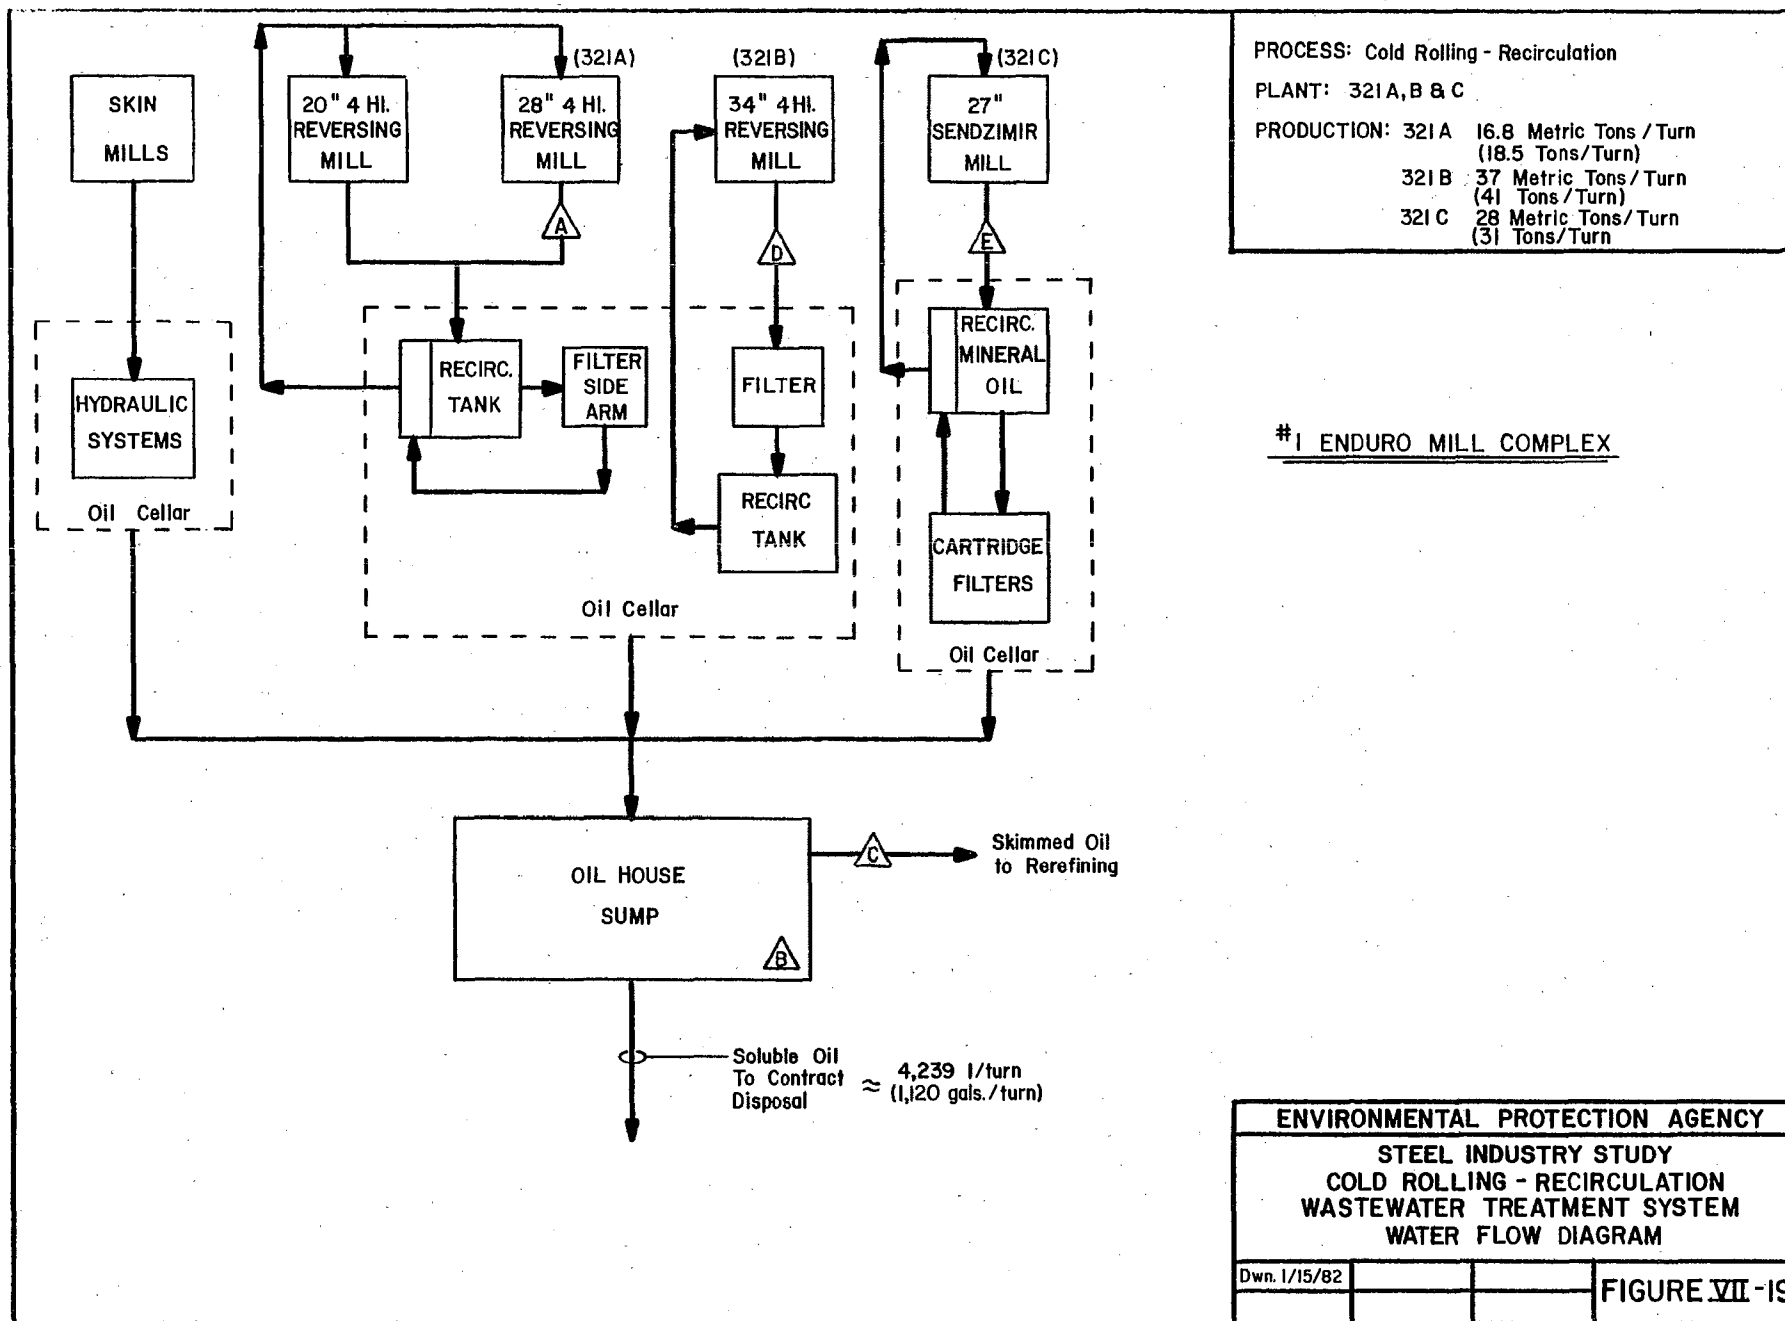 PROCESS: Cold Rolling - Recirculation
PLANT: 321 A, B & C
PRODUCTION: 321 A 16.8 Metric Tons / Turn
(18.5 Tons/Turn)
321 B 37 Metric Tons / Turn
(41 Tons / Turn)
321 C 28 Metric Tons / Turn
(31 Tons/Turn
(321A)
(321B)
(321C)
SKIN
MILLS
20" 4 HI.
REVERSING
MILL
28" 4 HI.
REVERSING
MILL
34" 4 HI.
REVERSING
MILL
27"
SENDZIMIR
MILL
A
D
E
HYDRAULIC
SYSTEMS
Oil Cellar
RECIRC.
TANK
FILTER
SIDE
ARM
FILTER
RECIRC
TANK
Oil Cellar
RECIRC.
MINERAL
OIL
CARTRIDGE
FILTERS
Oil Cellar
#1 ENDURO MILL COMPLEX
OIL HOUSE
SUMP
B
C
Skimmed Oil
to Rerefining
Soluble Oil
To Contract
Disposal
≈ 4,239 l/turn
(1,120 gals./turn)
ENVIRONMENTAL PROTECTION AGENCY
STEEL INDUSTRY STUDY
COLD ROLLING - RECIRCULATION
WASTEWATER TREATMENT SYSTEM
WATER FLOW DIAGRAM
Dwn. 1/15/82
FIGURE VII-19